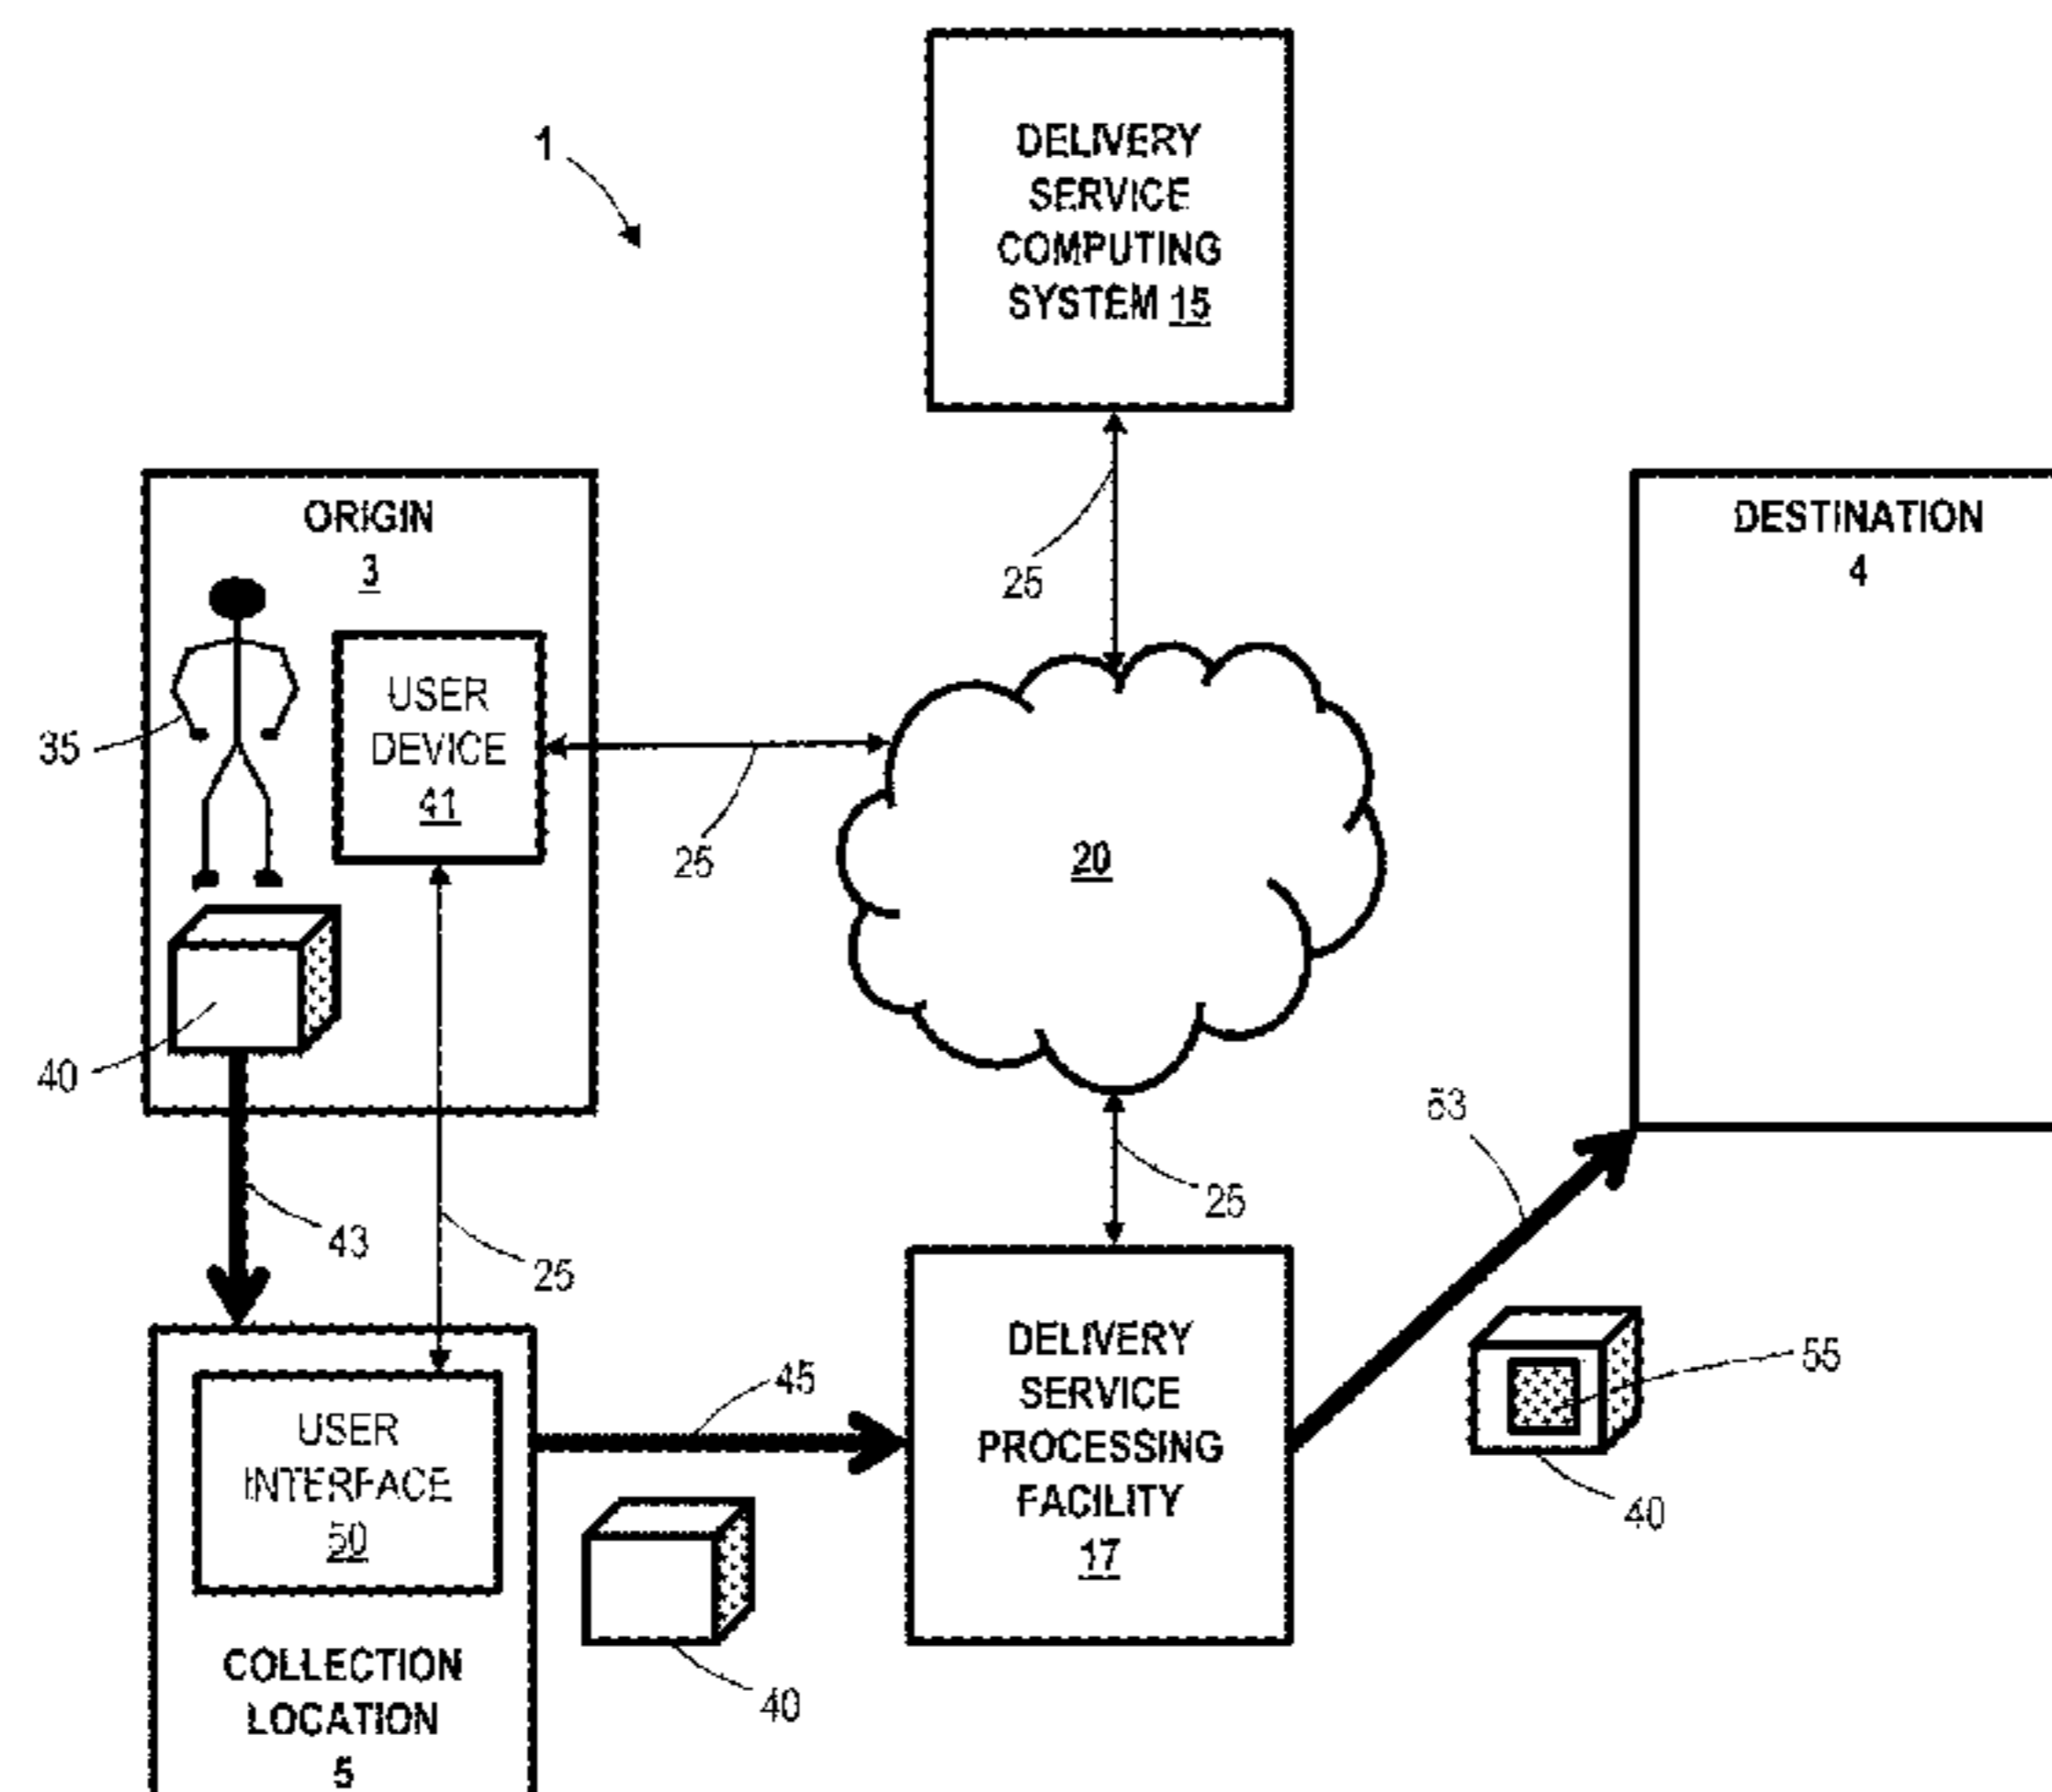 1
DELIVERY
SERVICE
COMPUTING
SYSTEM 15
25
ORIGIN
3
35
USER
DEVICE
41
25
40
20
DESTINATION
4
43
25
25
53
USER
INTERFACE
50
COLLECTION
LOCATION
5
45
40
DELIVERY
SERVICE
PROCESSING
FACILITY
17
55
40